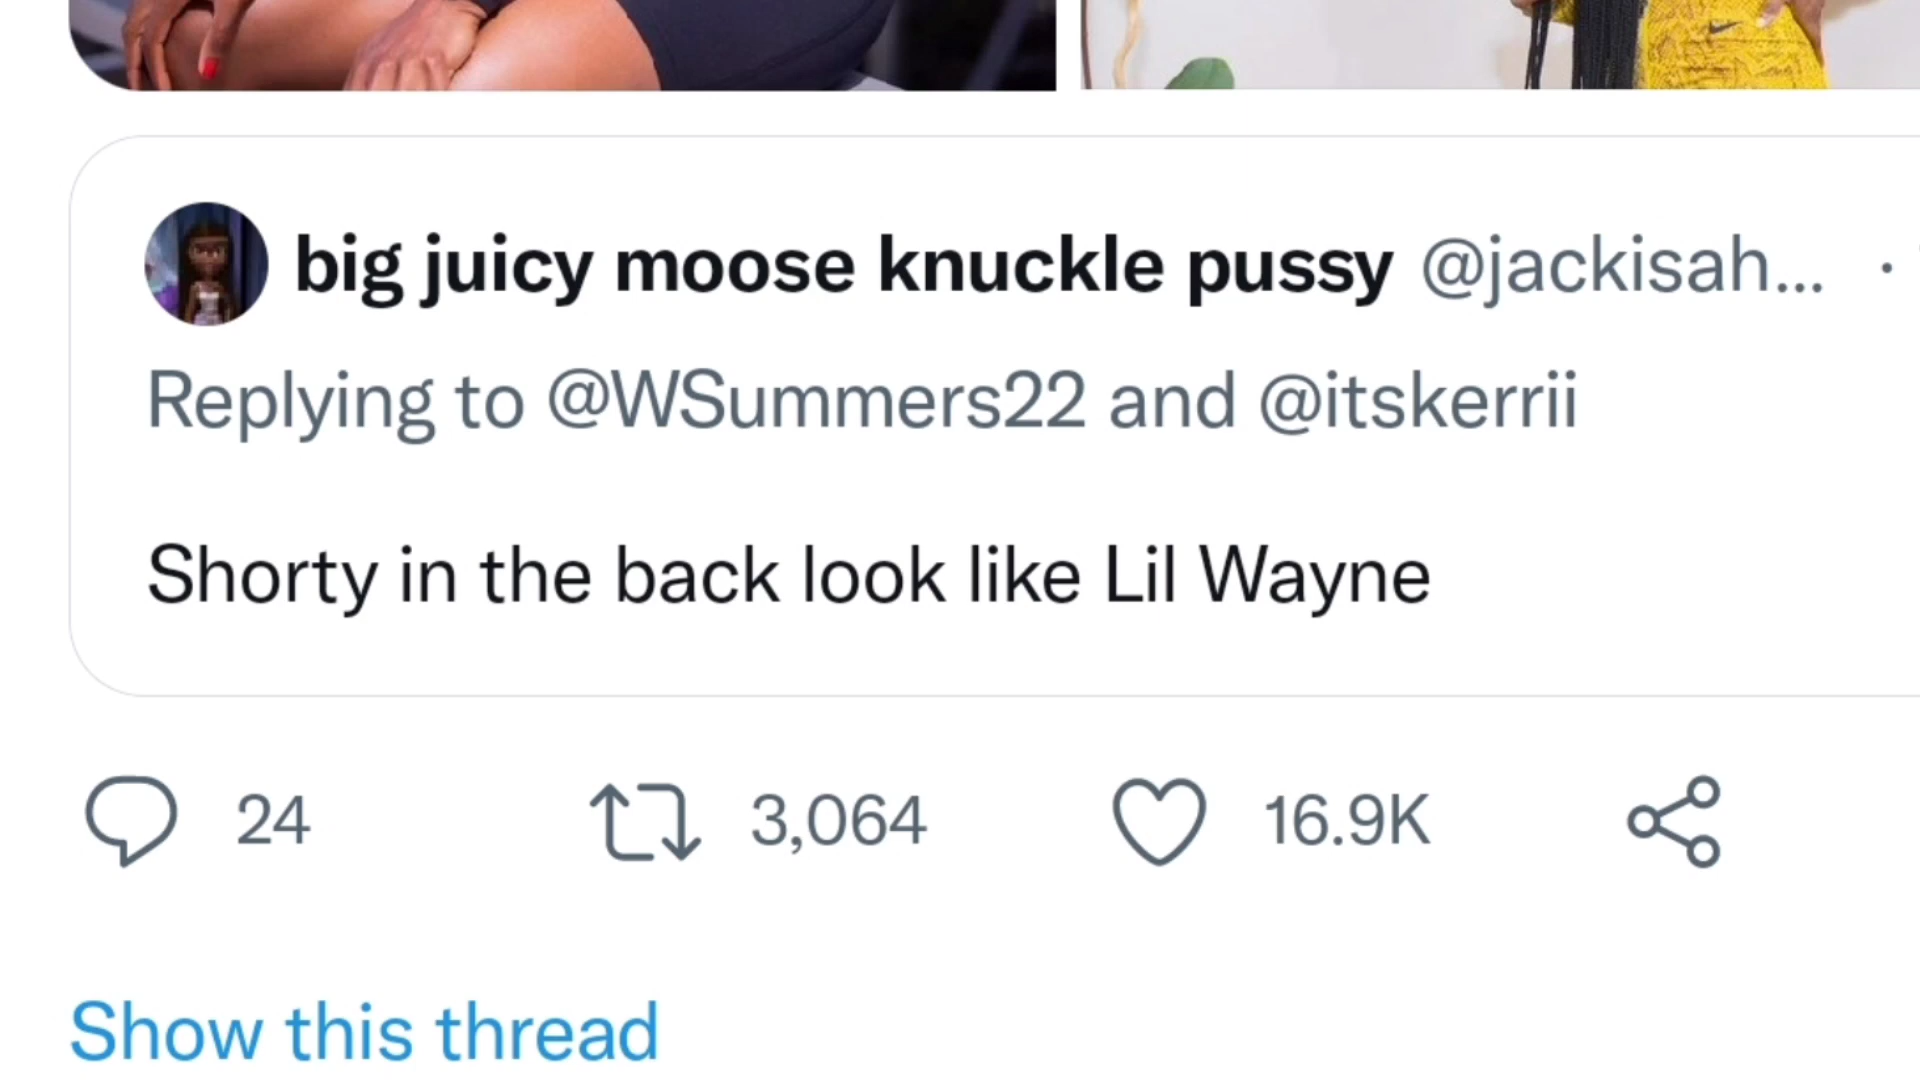 big juicy moose knuckle pussy @jackisah... ·
Replying to @WSummers22 and @itskerrii
Shorty in the back look like Lil Wayne
24 3,064 16.9K
Show this thread